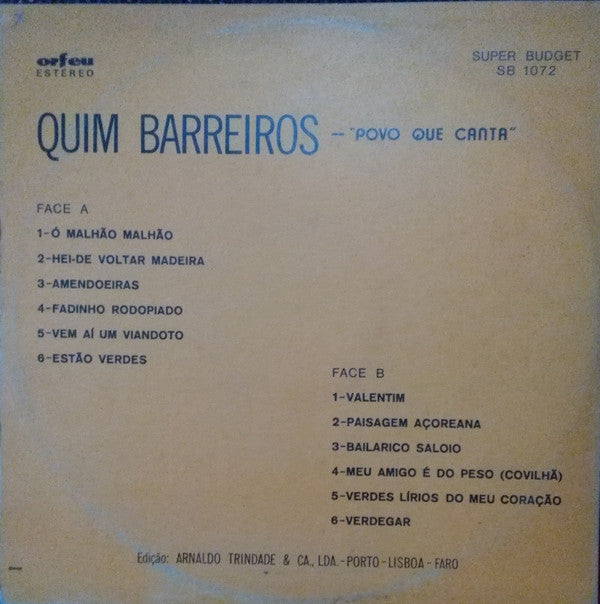 orfeu
ESTÉREO
SUPER BUDGET
SB 1072
QUIM BARREIROS – "POVO QUE CANTA"
FACE A
1-Ó MALHÃO MALHÃO
2-HEI-DE VOLTAR MADEIRA
3-AMENDOEIRAS
4-FADINHO RODOPIADO
5-VEM AÍ UM VIANDOTO
6-ESTÃO VERDES
FACE B
1-VALENTIM
2-PAISAGEM AÇOREANA
3-BAILARICO SALOIO
4-MEU AMIGO É DO PESO (COVILHÃ)
5-VERDES LÍRIOS DO MEU CORAÇÃO
6-VERDEGAR
Edição: ARNALDO TRINDADE & CA., LDA.-PORTO-LISBOA-FARO